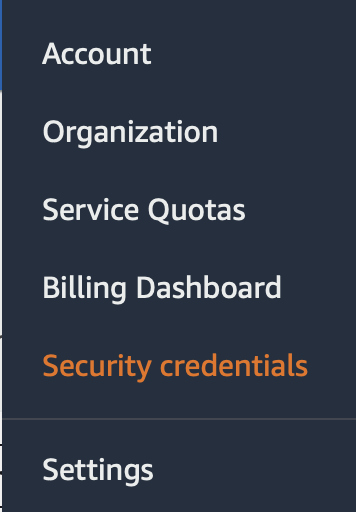 Account
Organization
Service Quotas
Billing Dashboard
Security credentials
Settings